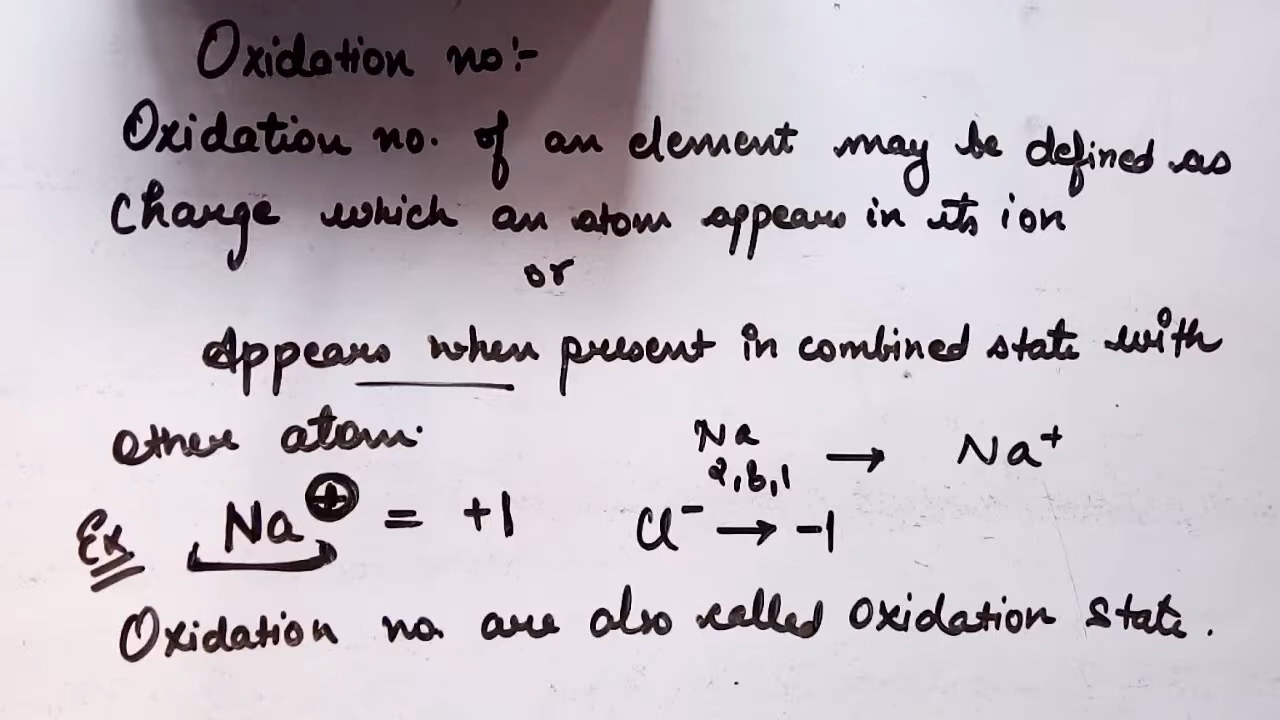 Oxidation no:-
Oxidation no. of an element may be defined as
Charge which an atom appears in its ion
or
Appears when present in combined state with
other atom.
Na → Na⁺
2,8,1
Ex Na⊕ = +1 Cl⁻ → -1
Oxidation no. are also called Oxidation state.